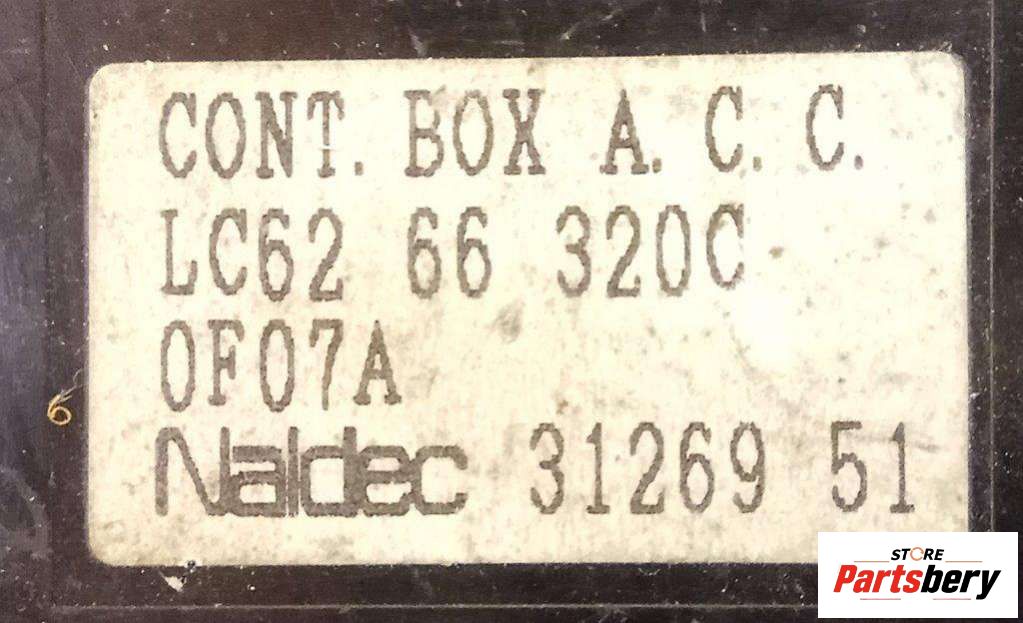 CONT. BOX A. C. C.
LC62 66 320C
0F07A
Naldec 31269 51
STORE
Partsbery